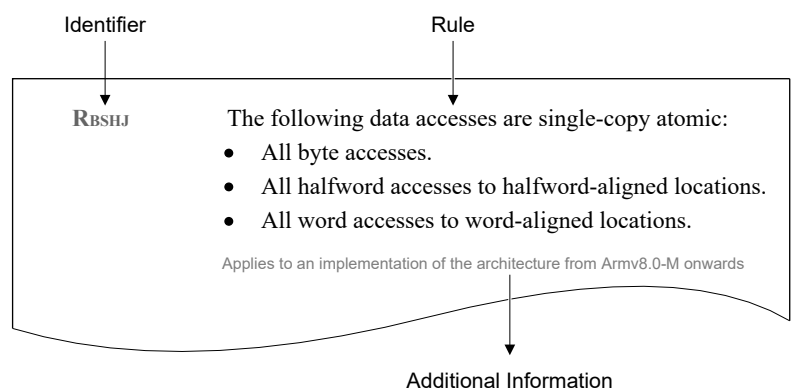 Identifier Rule
RBSHJ The following data accesses are single-copy atomic:
• All byte accesses.
• All halfword accesses to halfword-aligned locations.
• All word accesses to word-aligned locations.
Applies to an implementation of the architecture from Armv8.0-M onwards
Additional Information